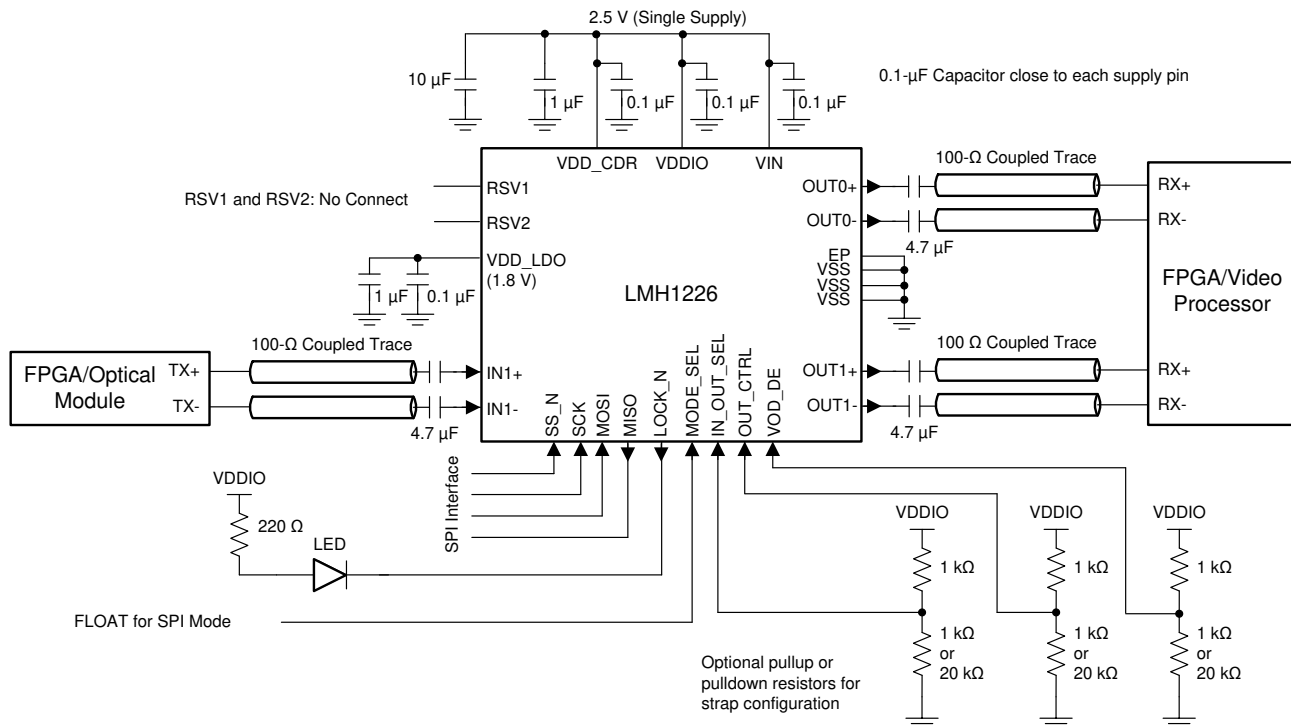 2.5 V (Single Supply)
10 µF
1 µF
0.1 µF
0.1 µF
0.1 µF
0.1-µF Capacitor close to each supply pin
VDD_CDR
VDDIO
VIN
RSV1 and RSV2: No Connect
RSV1
RSV2
VDD_LDO
(1.8 V)
1 µF
0.1 µF
LMH1226
OUT0+
OUT0-
100-Ω Coupled Trace
4.7 µF
RX+
RX-
EP
VSS
VSS
VSS
FPGA/Video
Processor
FPGA/Optical
Module
TX+
TX-
100-Ω Coupled Trace
4.7 µF
IN1+
IN1-
OUT1+
OUT1-
100 Ω Coupled Trace
4.7 µF
RX+
RX-
SS_N
SCK
MOSI
MISO
LOCK_N
MODE_SEL
IN_OUT_SEL
OUT_CTRL
VOD_DE
SPI Interface
VDDIO
220 Ω
LED
FLOAT for SPI Mode
VDDIO
VDDIO
VDDIO
1 kΩ
1 kΩ
1 kΩ
1 kΩ
or
20 kΩ
1 kΩ
or
20 kΩ
1 kΩ
or
20 kΩ
Optional pullup or
pulldown resistors for
strap configuration